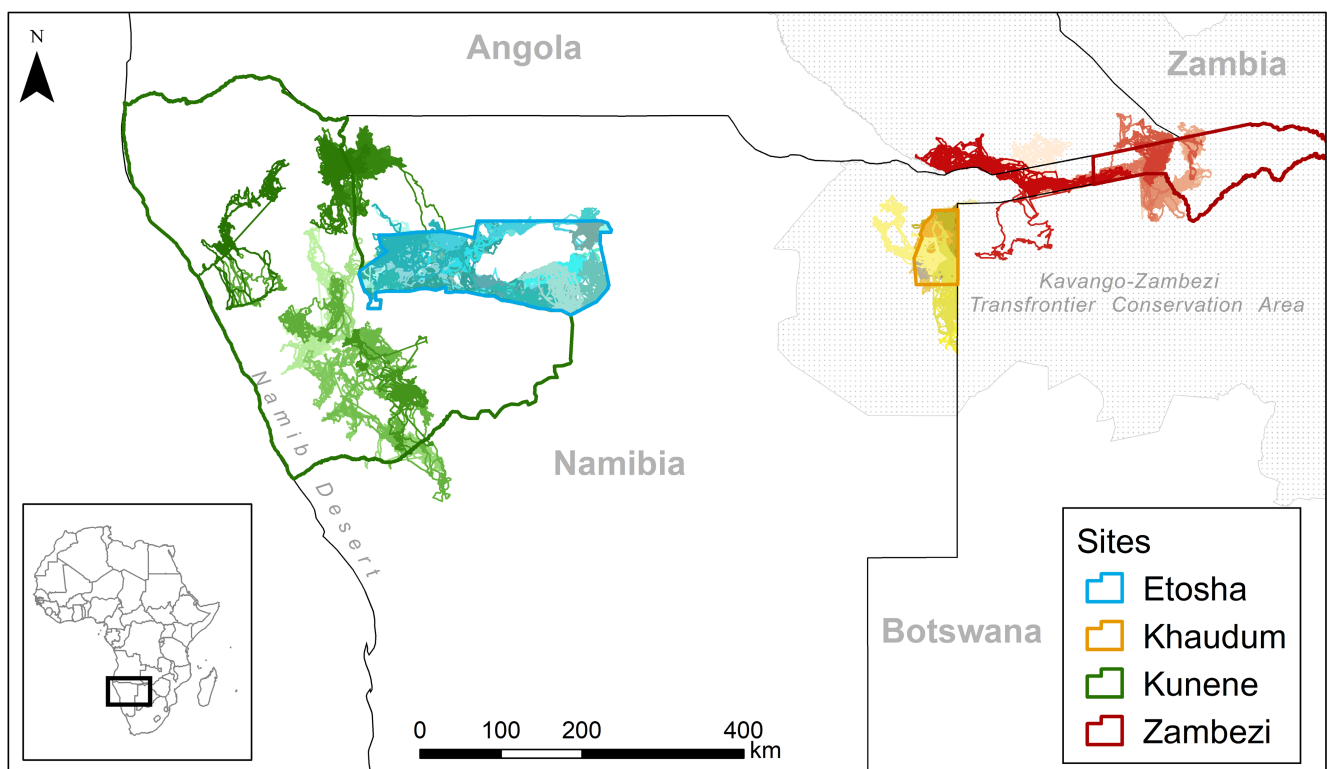 N
Angola
Zambia
Kavango-Zambezi
Transfrontier Conservation Area
Namib Desert
Namibia
Botswana
Sites
Etosha
Khaudum
Kunene
Zambezi
0 100 200 400
km